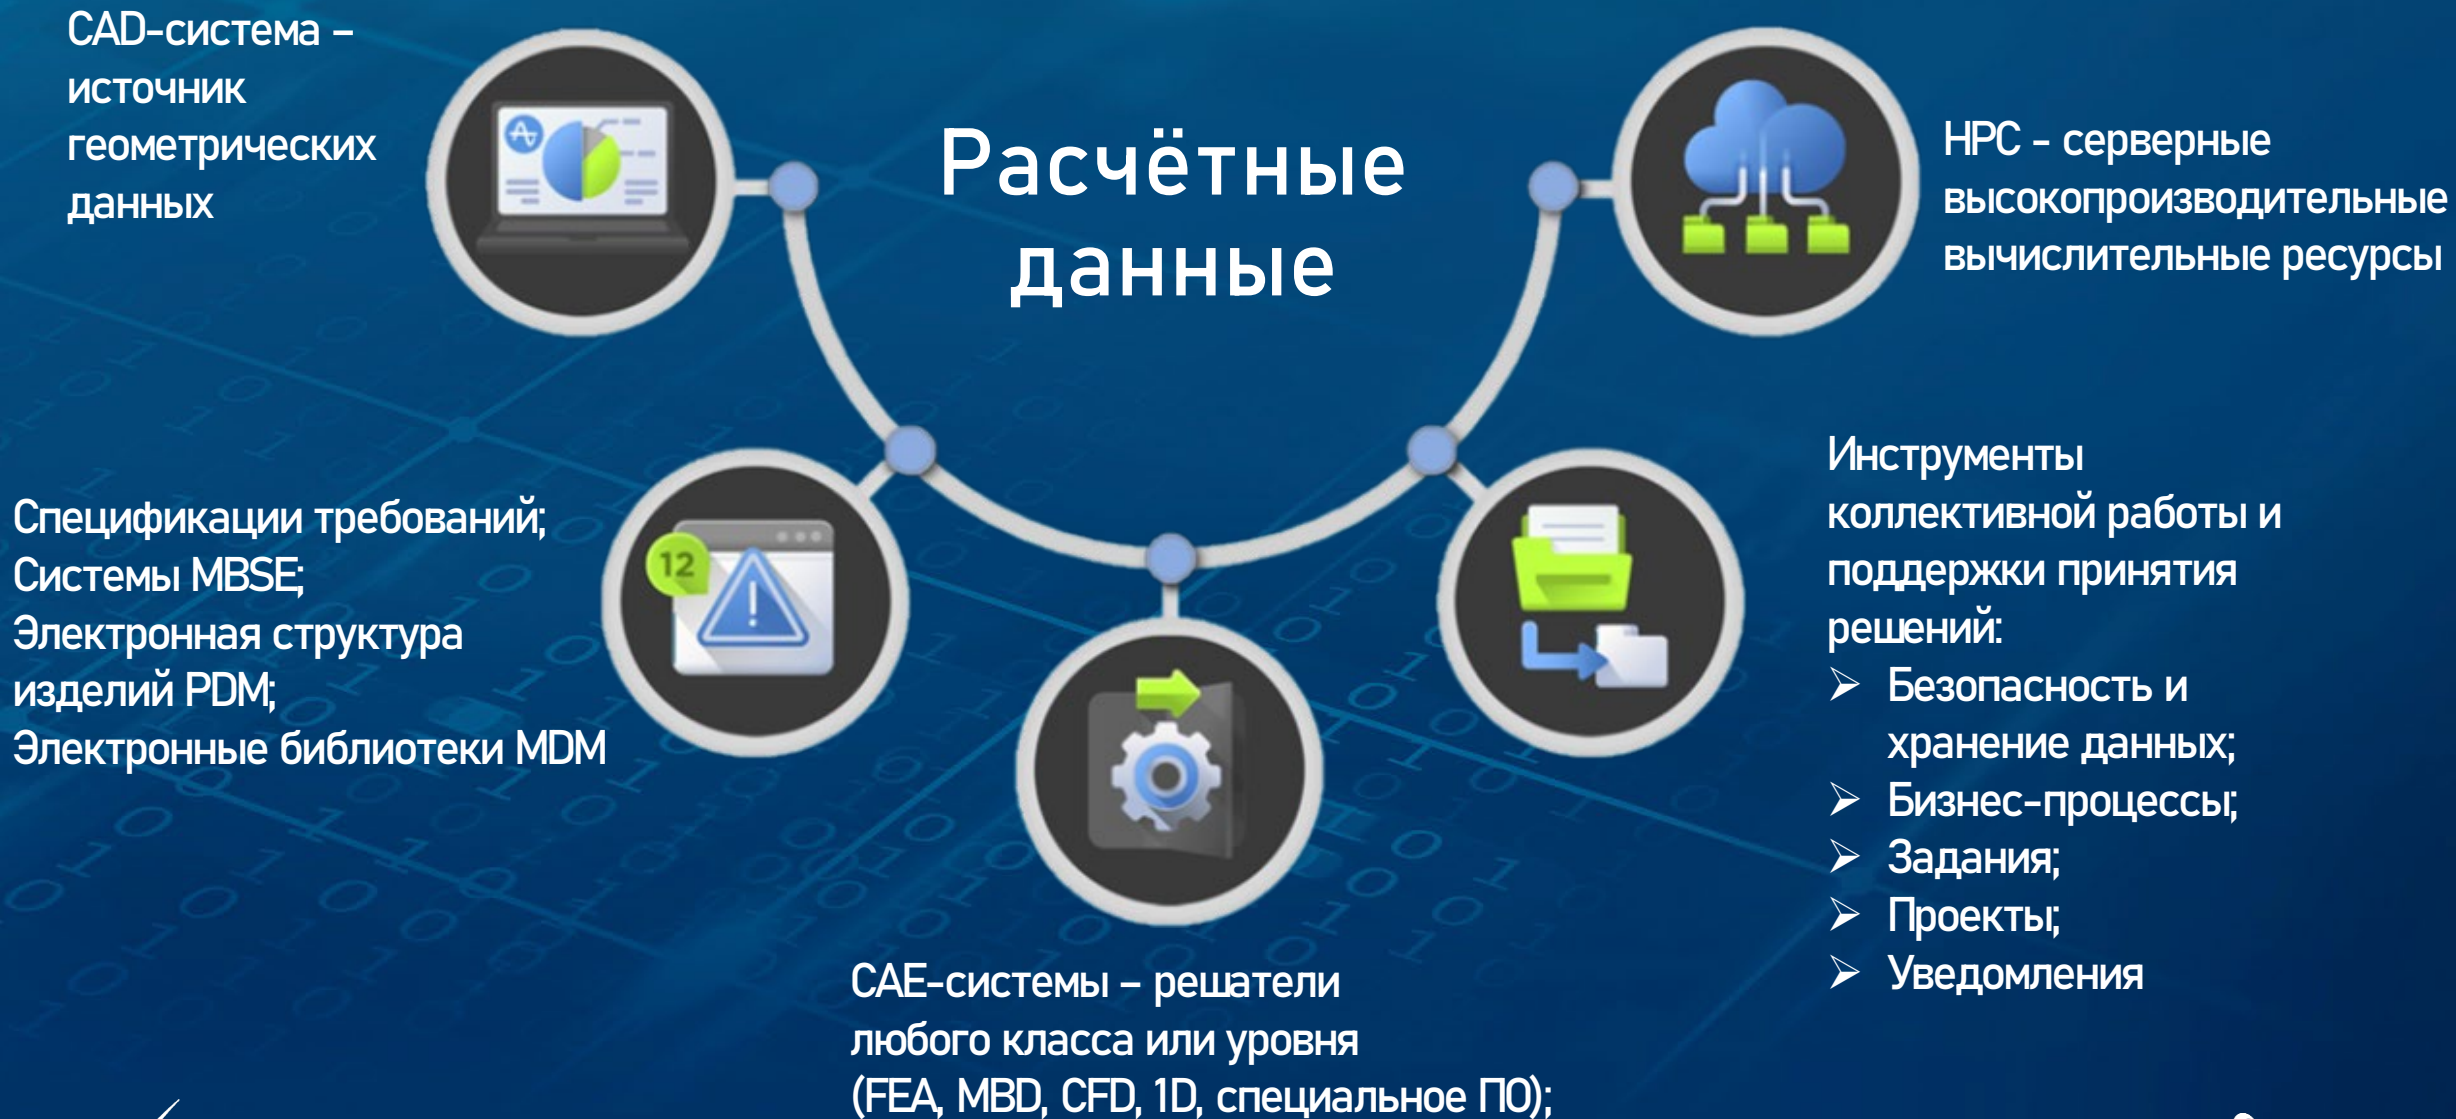 CAD-система –
источник
геометрических
данных
Расчётные
данные
HPC - серверные
высокопроизводительные
вычислительные ресурсы
Спецификации требований;
Системы MBSE;
Электронная структура
изделий PDM;
Электронные библиотеки MDM
12
Инструменты
коллективной работы и
поддержки принятия
решений:
➢ Безопасность и
хранение данных;
➢ Бизнес-процессы;
➢ Задания;
➢ Проекты;
➢ Уведомления
CAE-системы – решатели
любого класса или уровня
(FEA, MBD, CFD, 1D, специальное ПО);